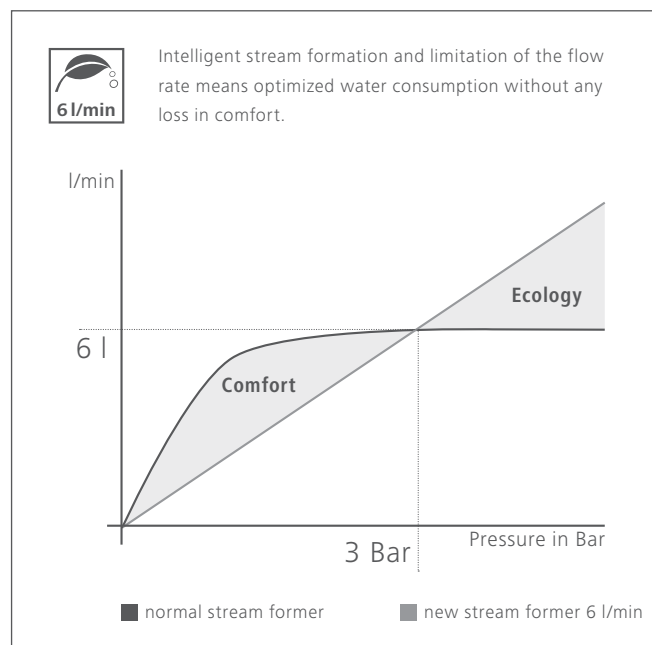 6 l/min
Intelligent stream formation and limitation of the flow
rate means optimized water consumption without any
loss in comfort.
l/min
Ecology
6 l
Comfort
Pressure in Bar
3 Bar
normal stream former
new stream former 6 l/min